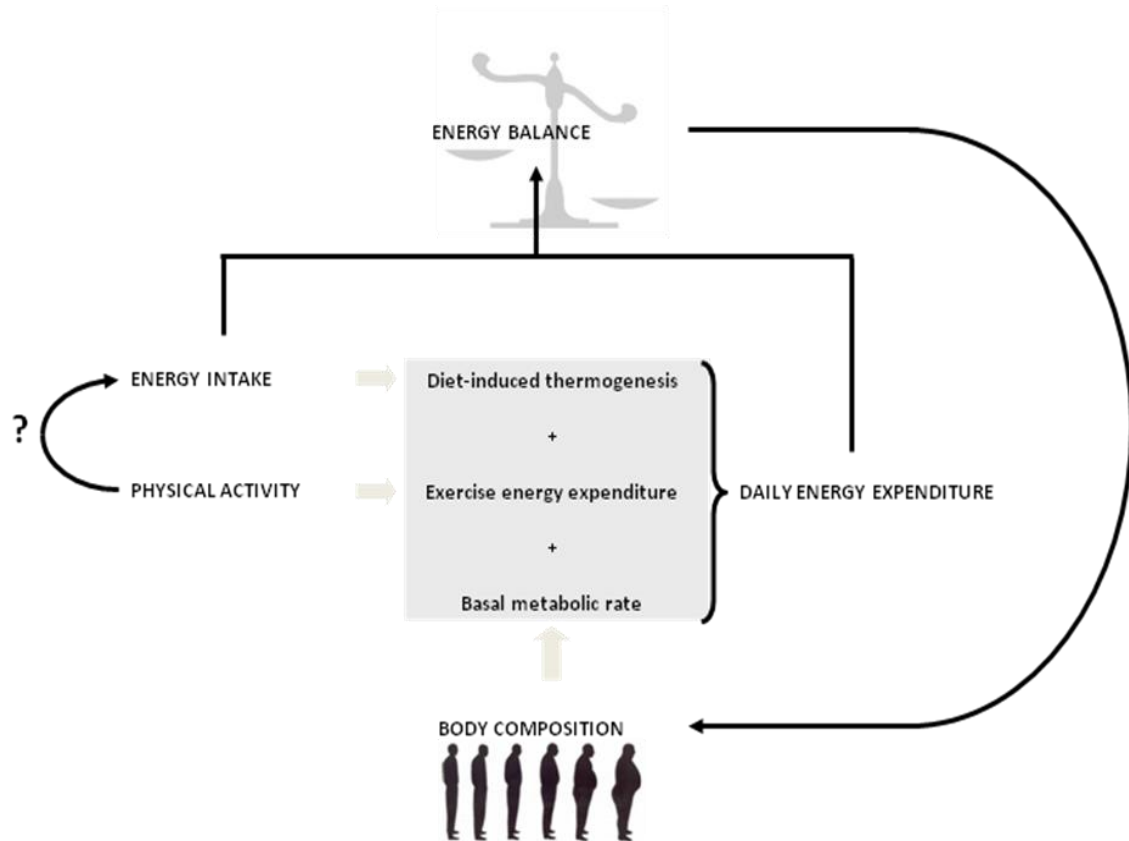 ENERGY BALANCE
ENERGY INTAKE
Diet-induced thermogenesis
+
?
PHYSICAL ACTIVITY
Exercise energy expenditure
DAILY ENERGY EXPENDITURE
+
Basal metabolic rate
BODY COMPOSITION